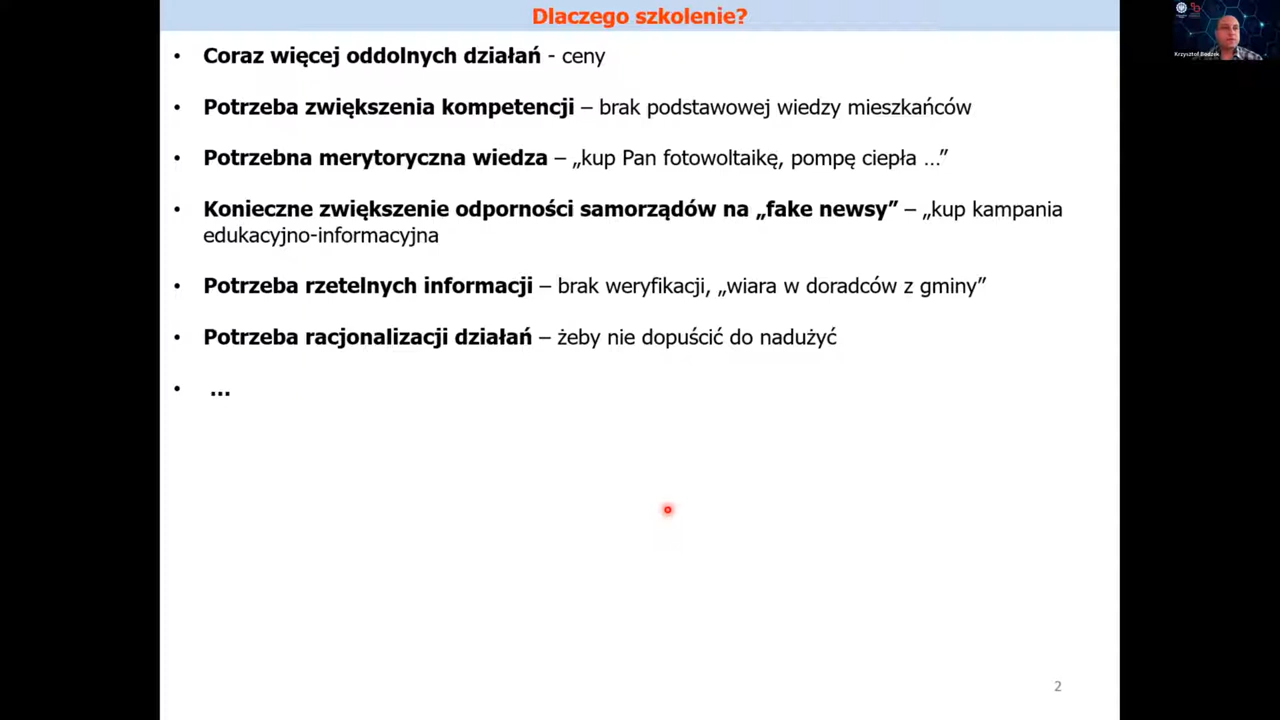 Dlaczego szkolenie?
• Coraz więcej oddolnych działań - ceny
• Potrzeba zwiększenia kompetencji – brak podstawowej wiedzy mieszkańców
• Potrzebna merytoryczna wiedza – „kup Pan fotowoltaikę, pompę ciepła ...”
• Konieczne zwiększenie odporności samorządów na „fake newsy” – „kup kampania
edukacyjno-informacyjna
• Potrzeba rzetelnych informacji – brak weryfikacji, „wiara w doradców z gminy”
• Potrzeba racjonalizacji działań – żeby nie dopuścić do nadużyć
• ...
2
Krzysztof Bodzek